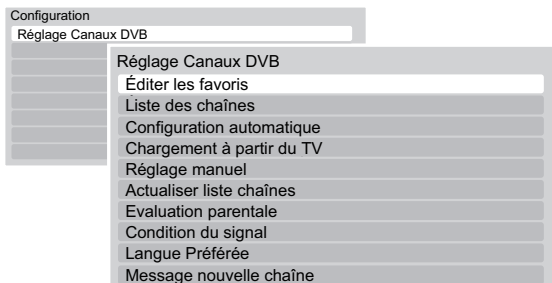 Configuration
Réglage Canaux DVB
Réglage Canaux DVB
Éditer les favoris
Liste des chaînes
Configuration automatique
Chargement à partir du TV
Réglage manuel
Actualiser liste chaînes
Evaluation parentale
Condition du signal
Langue Préférée
Message nouvelle chaîne